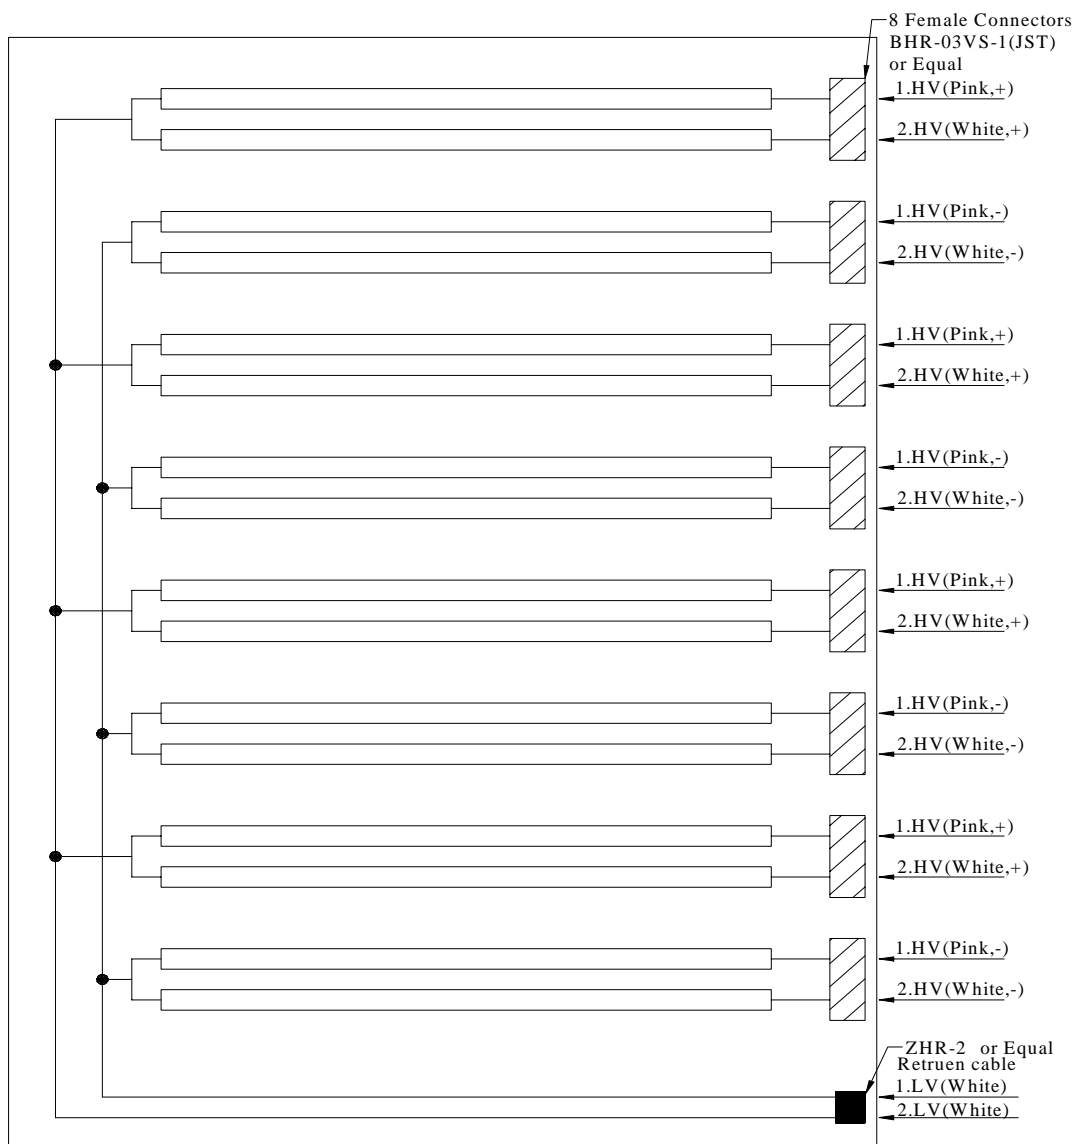 8 Female Connectors
BHR-03VS-1(JST)
or Equal
1.HV(Pink,+)
2.HV(White,+)
1.HV(Pink,-)
2.HV(White,-)
1.HV(Pink,+)
2.HV(White,+)
1.HV(Pink,-)
2.HV(White,-)
1.HV(Pink,+)
2.HV(White,+)
1.HV(Pink,-)
2.HV(White,-)
1.HV(Pink,+)
2.HV(White,+)
1.HV(Pink,-)
2.HV(White,-)
ZHR-2 or Equal
Retruen cable
1.LV(White)
2.LV(White)